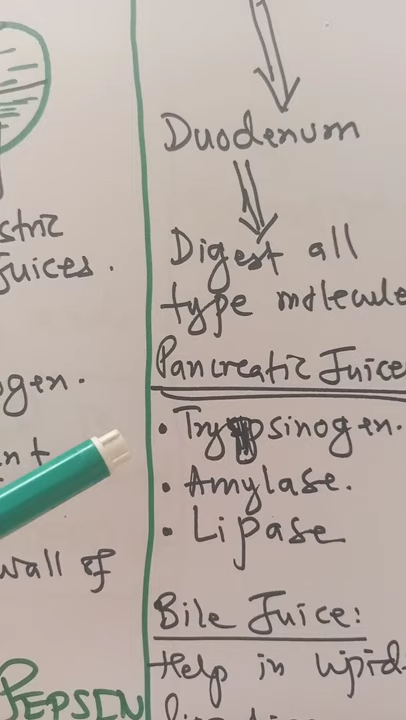 Duodenum
Digest all
type molecule
Pancreatic Juice
• Trypsinogen.
• Amylase.
• Lipase
Bile Juice:
Help in lipid
stric
Juices.
ogen.
nt
wall of
PEPSIN